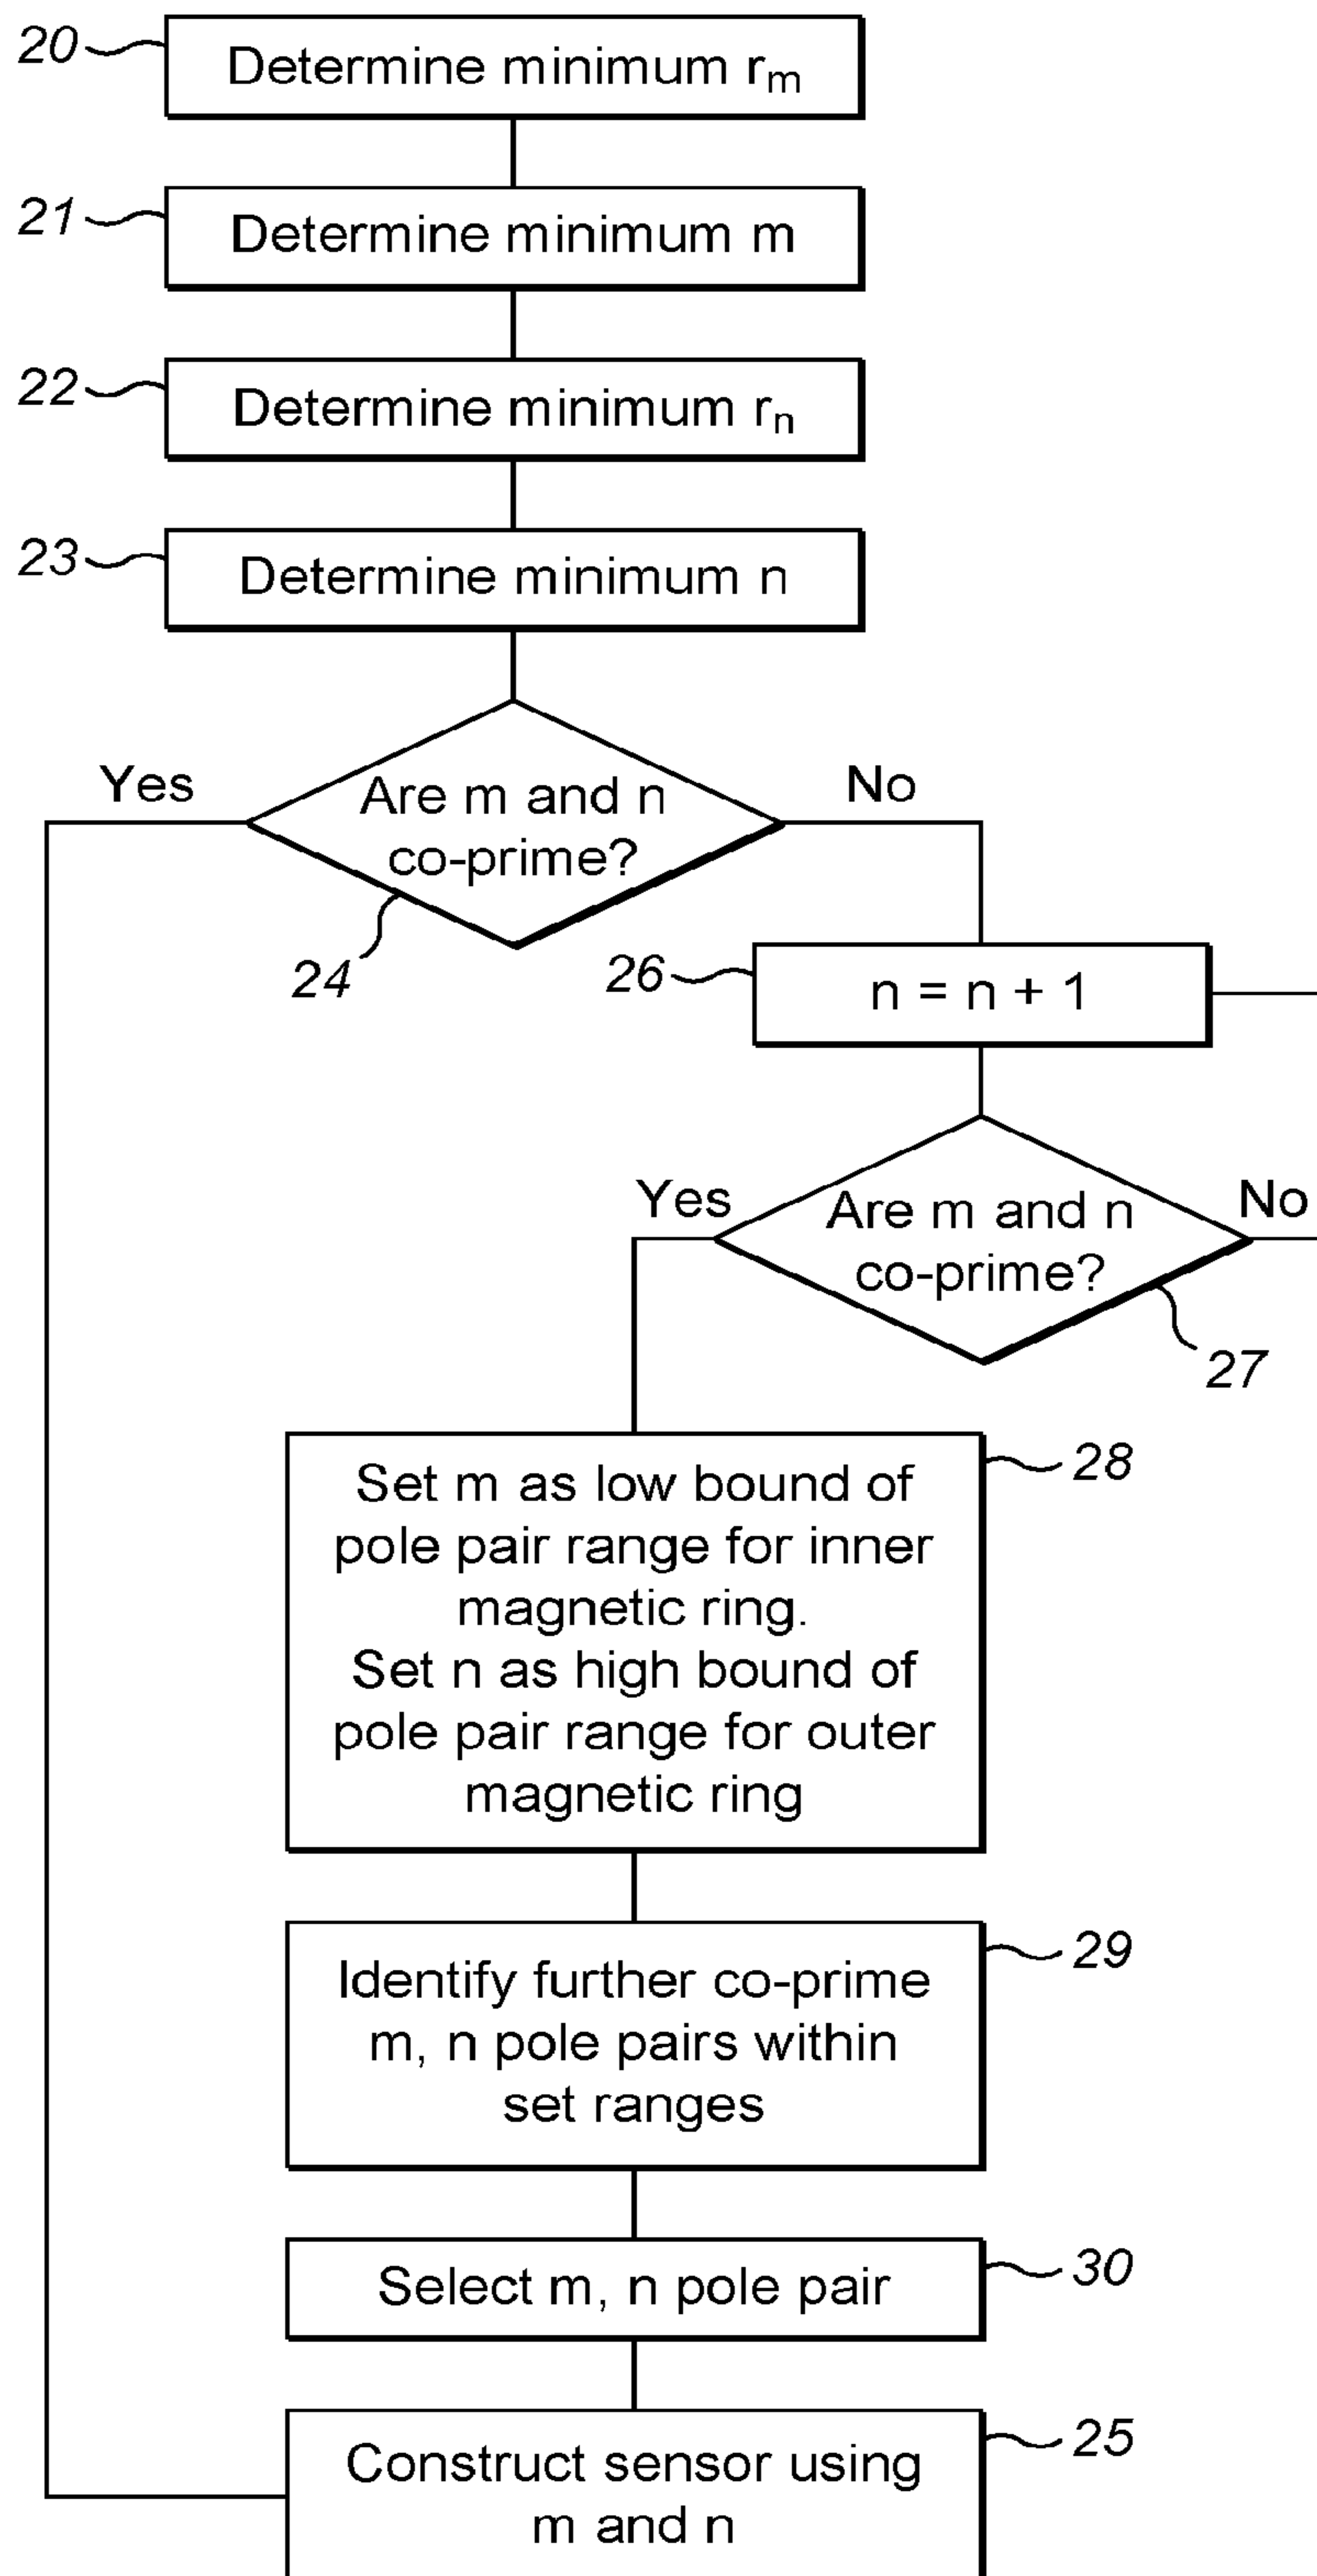 20
Determine minimum rm
21
Determine minimum m
22
Determine minimum rn
23
Determine minimum n
Yes
Are m and n
co-prime?
No
24
26
n = n + 1
Yes
Are m and n
co-prime?
No
27
28
Set m as low bound of
pole pair range for inner
magnetic ring.
Set n as high bound of
pole pair range for outer
magnetic ring
29
Identify further co-prime
m, n pole pairs within
set ranges
30
Select m, n pole pair
25
Construct sensor using
m and n